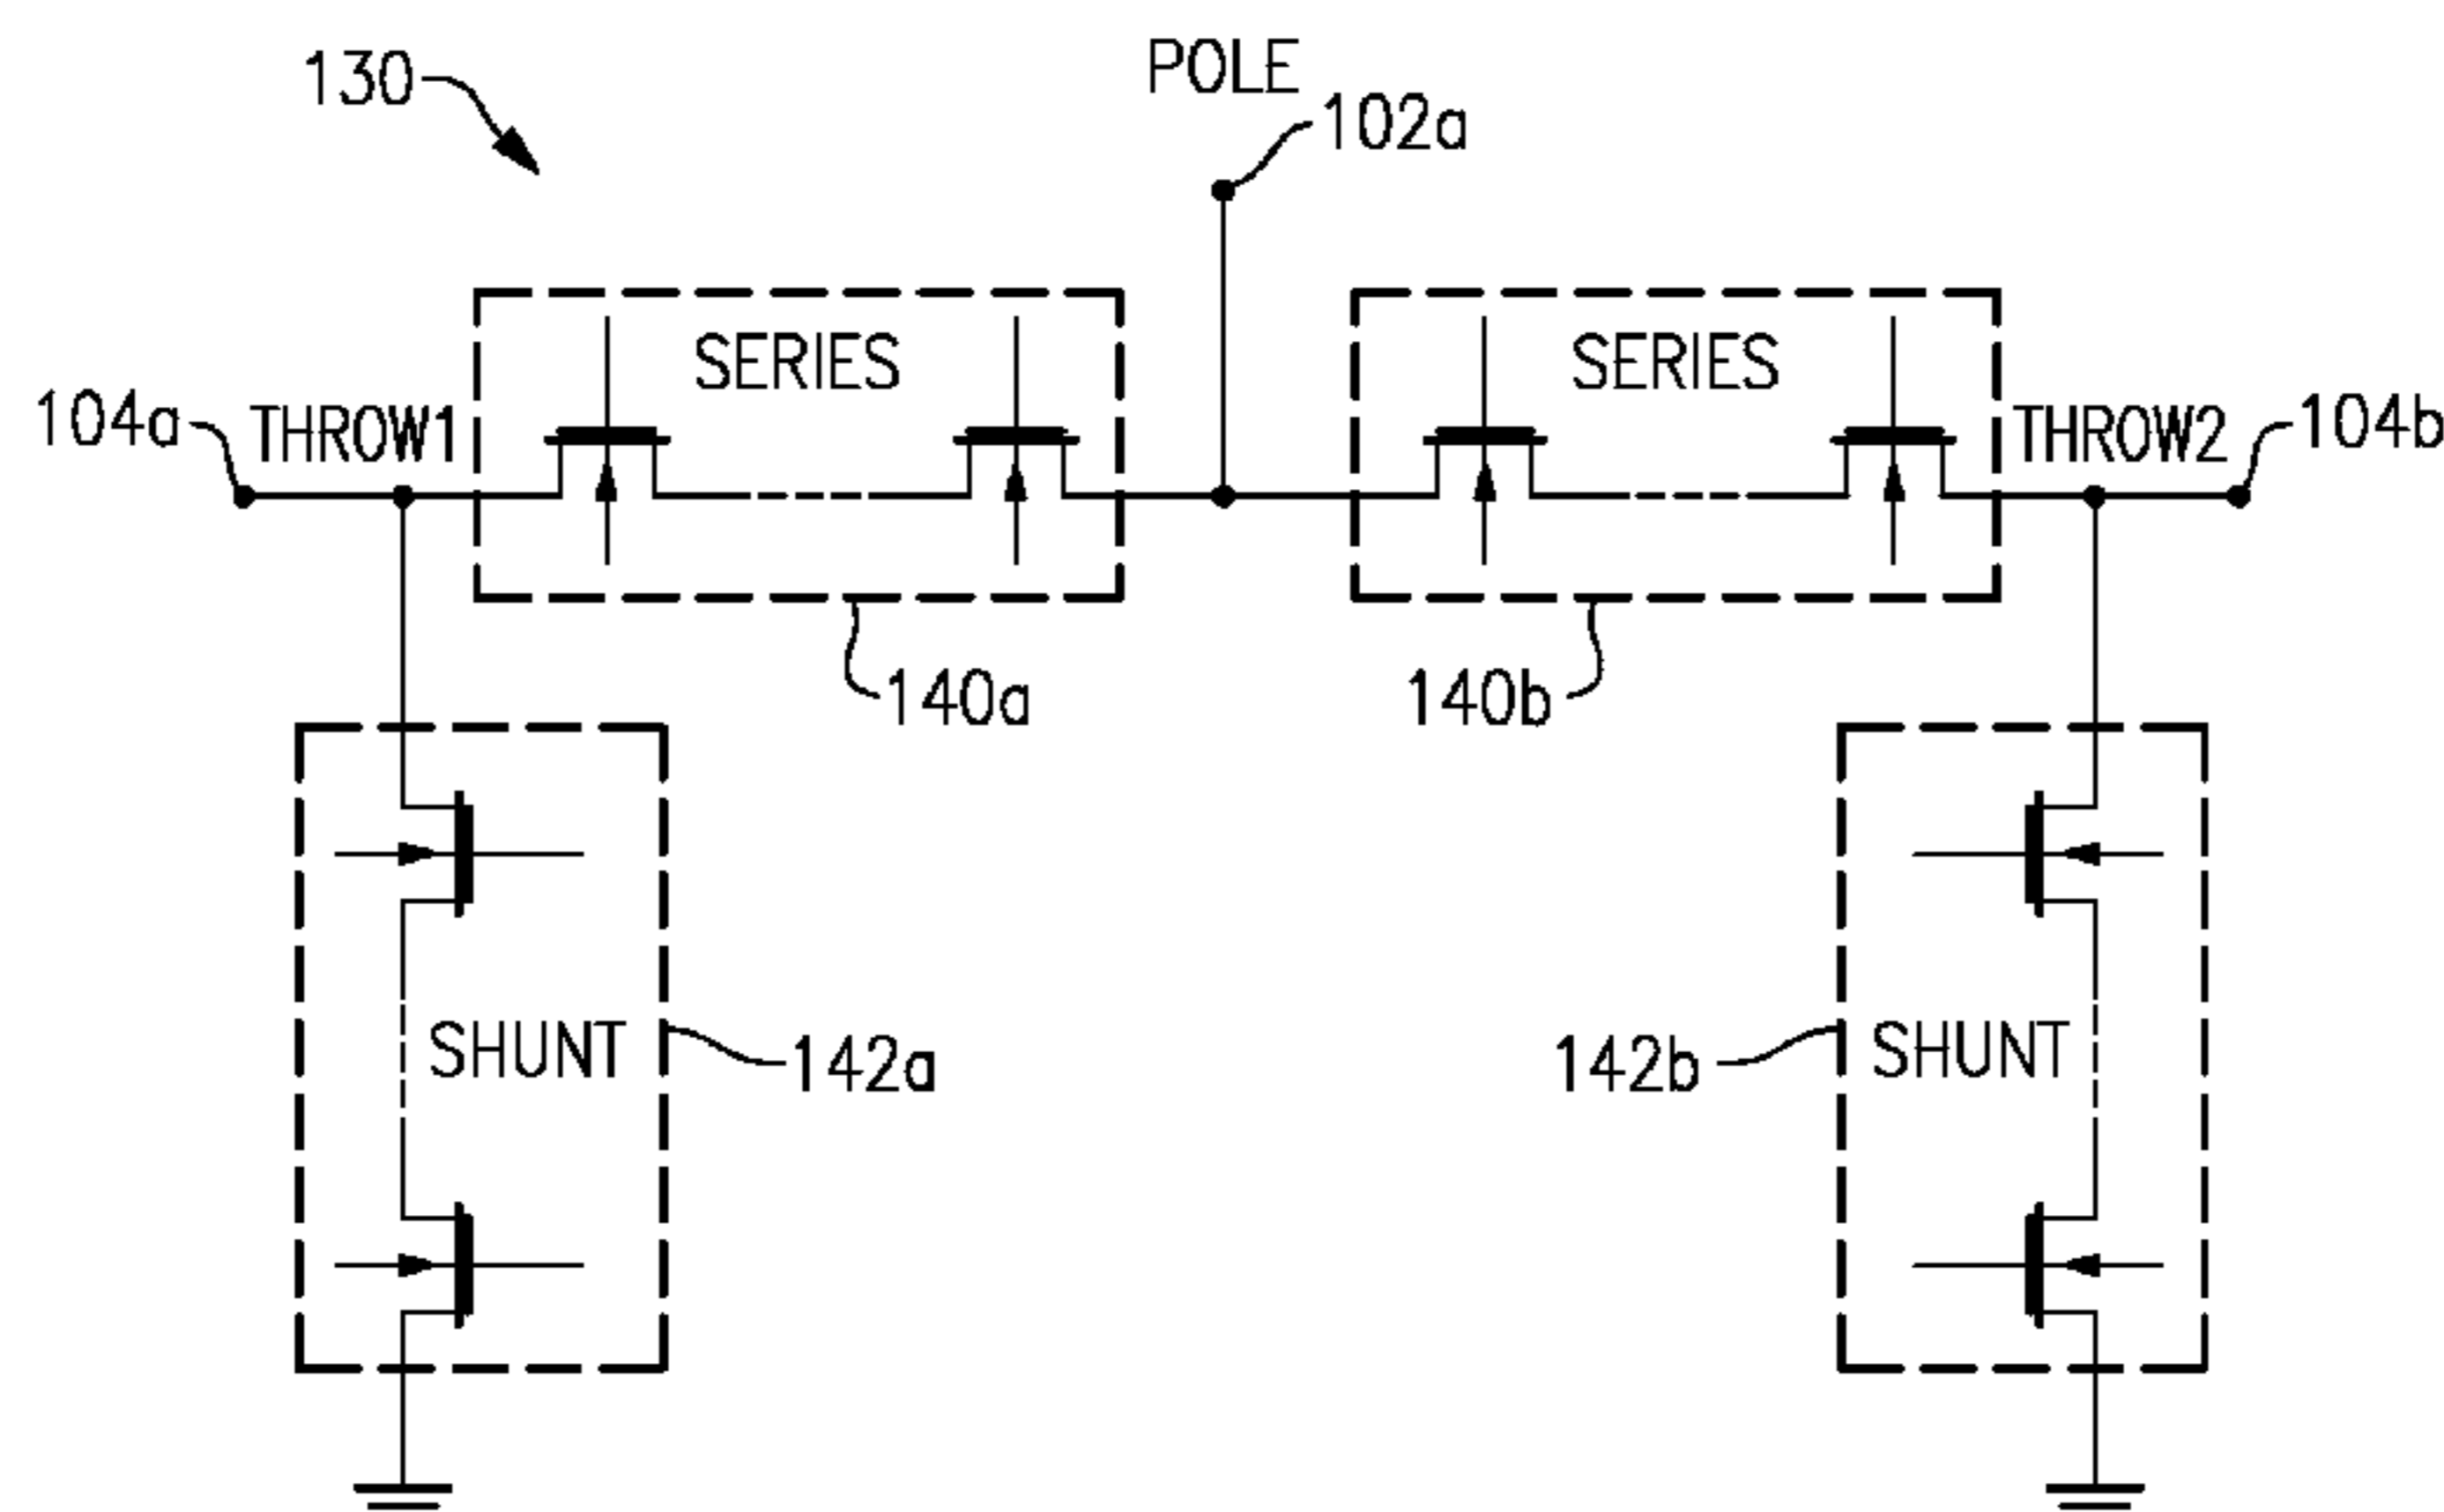 130
POLE
102a
SERIES
SERIES
104a
THROW1
THROW2
104b
140a
140b
SHUNT
142a
142b
SHUNT